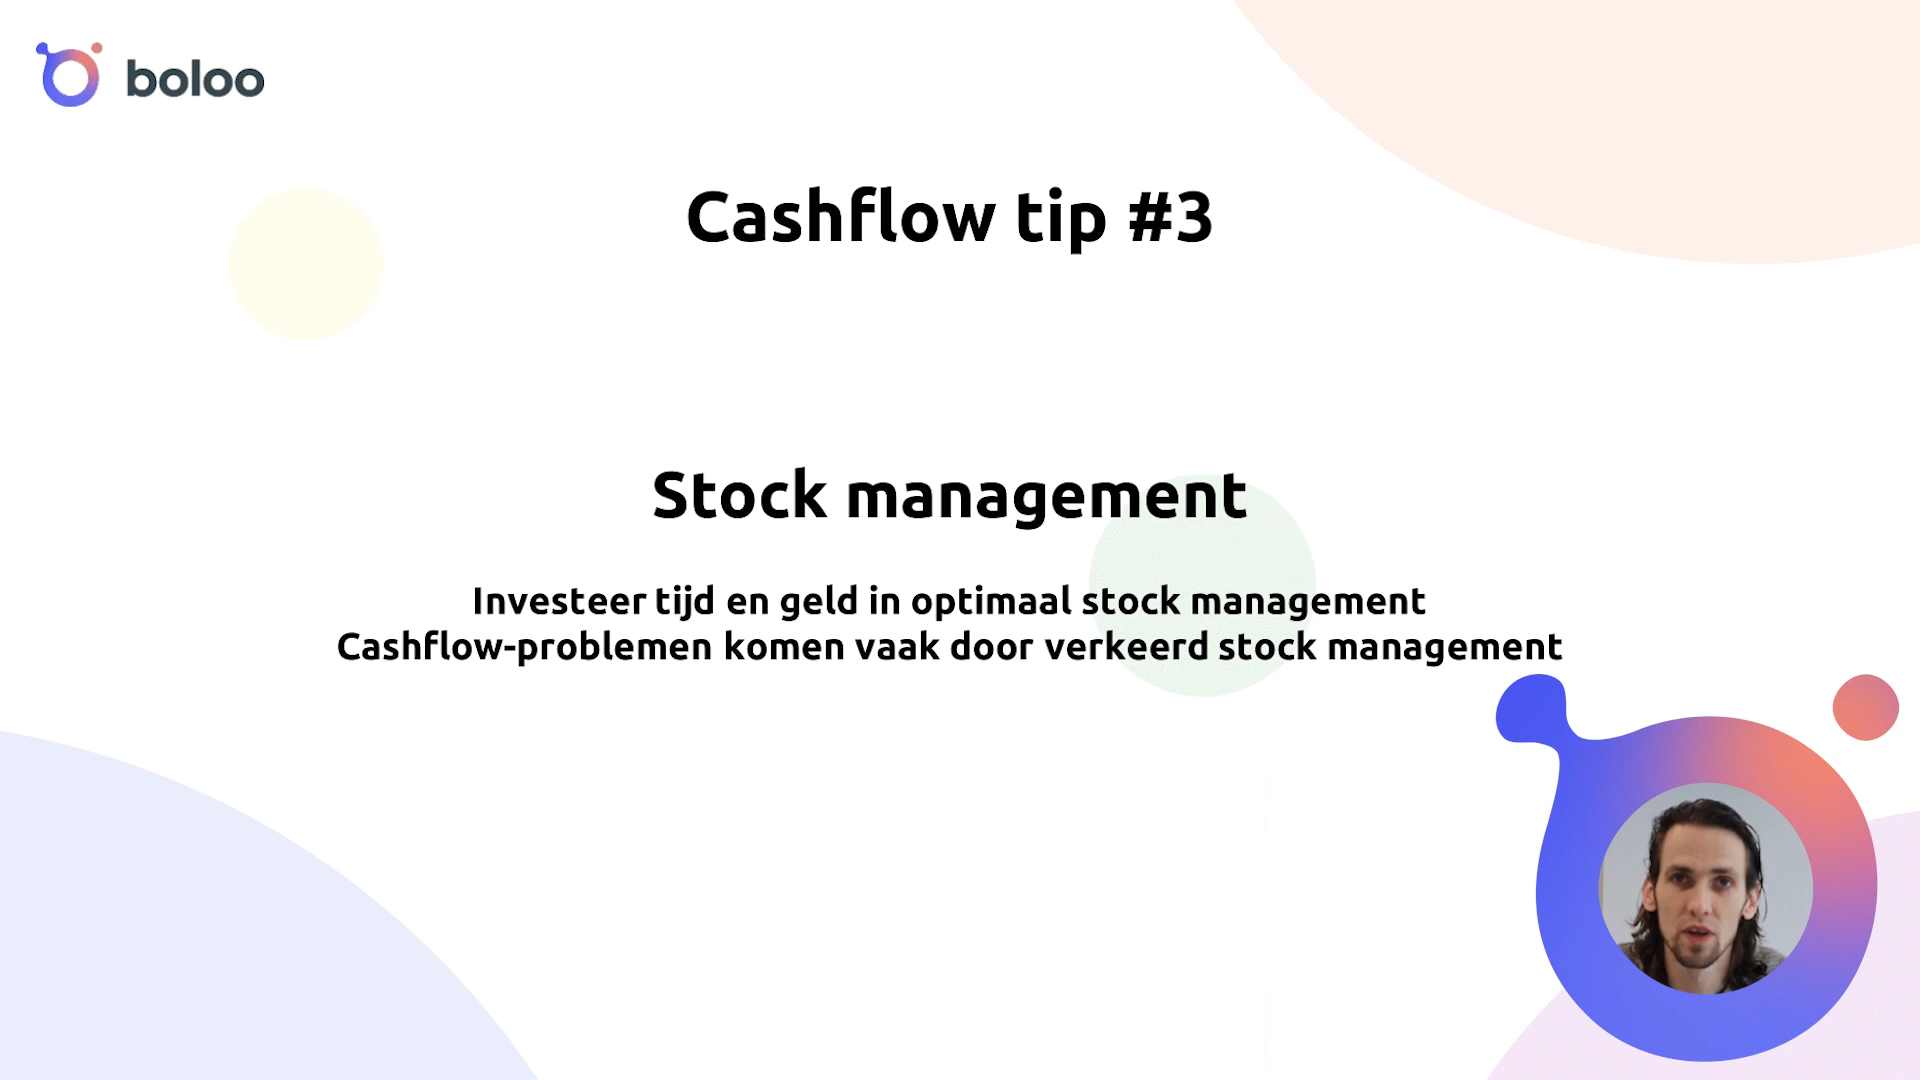 boloo
Cashflow tip #3
Stock management
Investeer tijd en geld in optimaal stock management
Cashflow-problemen komen vaak door verkeerd stock management